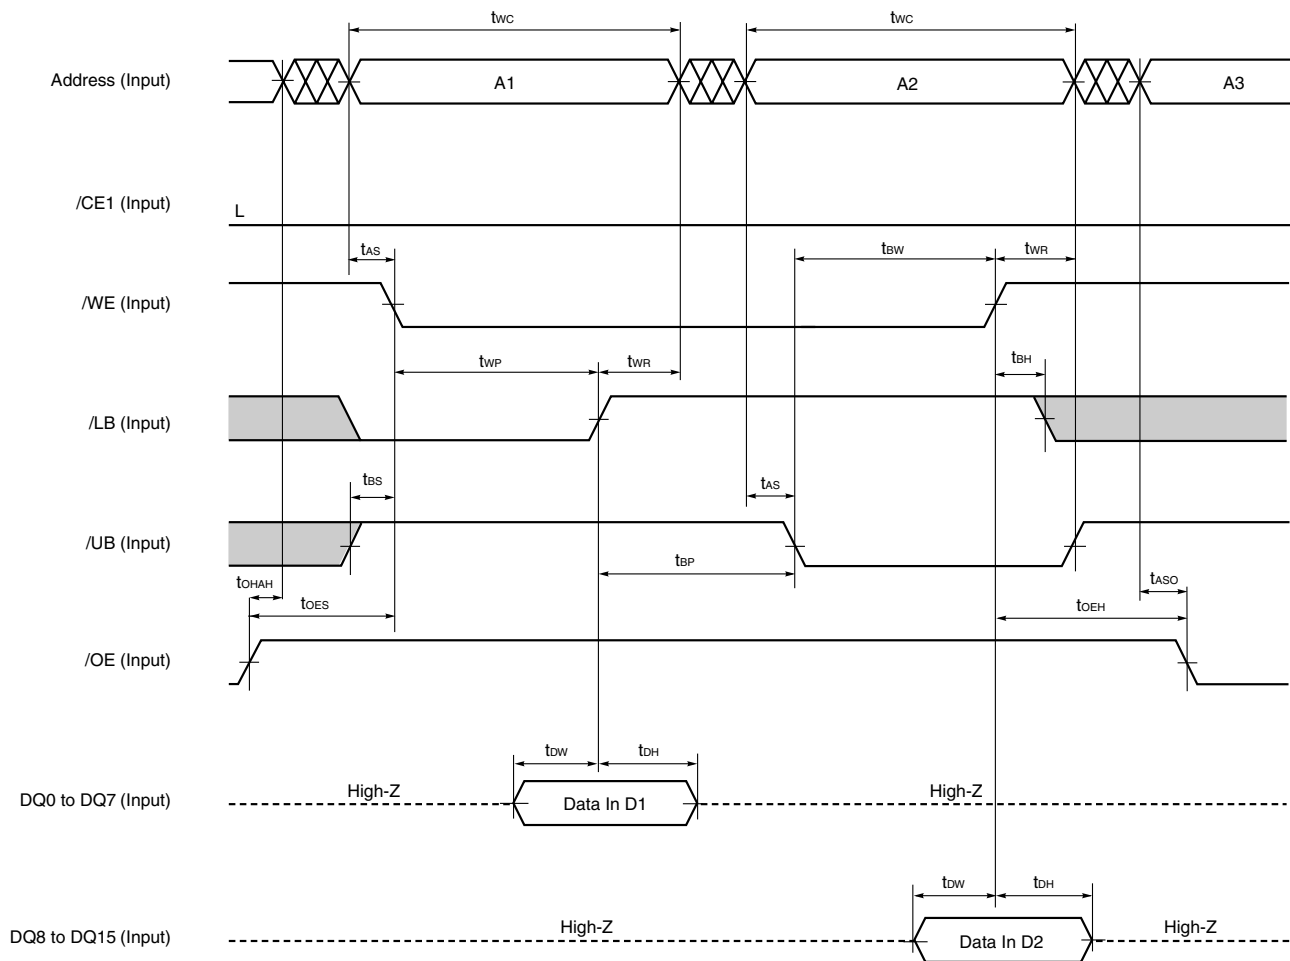 tWC tWC
Address (Input) A1 A2 A3
/CE1 (Input) L
tAS tBW tWR
/WE (Input)
tWP tWR tBH
/LB (Input)
tBS tAS
/UB (Input)
tBP
tOHAH tASO
tOES tOEH
/OE (Input)
tDW tDH
DQ0 to DQ7 (Input) High-Z Data In D1 High-Z
tDW tDH
DQ8 to DQ15 (Input) High-Z Data In D2 High-Z